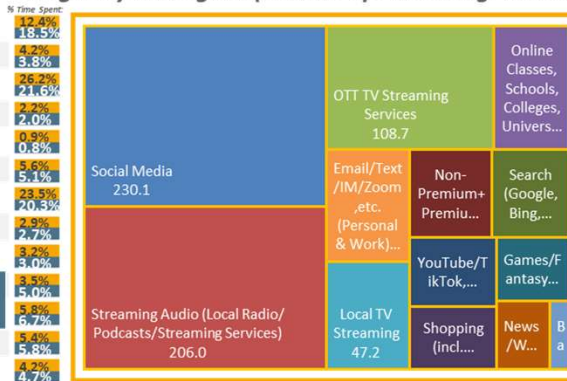 % Time Spent:
12.4%
18.5%
4.2%
3.8%
26.2%
21.6%
2.2%
2.0%
0.9%
0.8%
5.6%
5.1%
23.5%
20.3%
2.9%
2.7%
3.2%
3.0%
3.5%
5.0%
5.8%
6.7%
5.4%
5.8%
4.2%
4.7%
Social Media
230.1
Streaming Audio (Local Radio/
Podcasts/Streaming Services)
206.0
OTT TV Streaming
Services
108.7
Online
Classes,
Schools,
Colleges,
Univers...
Email/Text
/IM/Zoom
,etc.
(Personal
& Work)...
Non-
Premium+
Premiu...
Search
(Google,
Bing,...
Local TV
Streaming
47.2
YouTube/T
ikTok,...
Games/F
antasy...
Shopping
(incl....
News
/W...
B
a